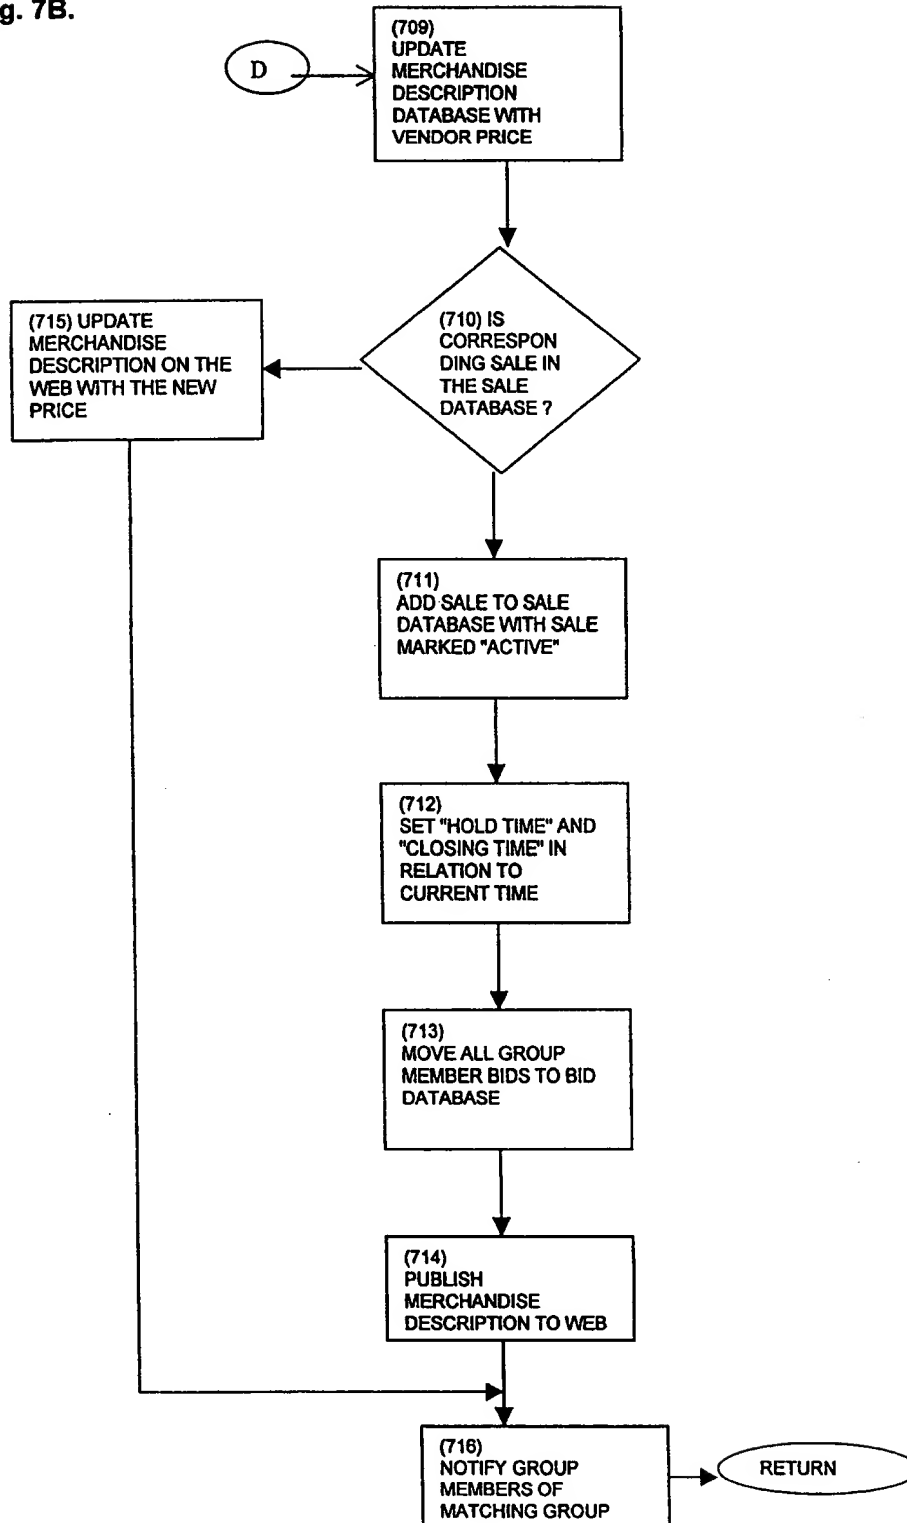 g. 7B.
D
(709)
UPDATE
MERCHANDISE
DESCRIPTION
DATABASE WITH
VENDOR PRICE
(710) IS
CORRESPON
DING SALE IN
THE SALE
DATABASE ?
(715) UPDATE
MERCHANDISE
DESCRIPTION ON THE
WEB WITH THE NEW
PRICE
(711)
ADD SALE TO SALE
DATABASE WITH SALE
MARKED "ACTIVE"
(712)
SET "HOLD TIME" AND
"CLOSING TIME" IN
RELATION TO
CURRENT TIME
(713)
MOVE ALL GROUP
MEMBER BIDS TO BID
DATABASE
(714)
PUBLISH
MERCHANDISE
DESCRIPTION TO WEB
(716)
NOTIFY GROUP
MEMBERS OF
MATCHING GROUP
RETURN